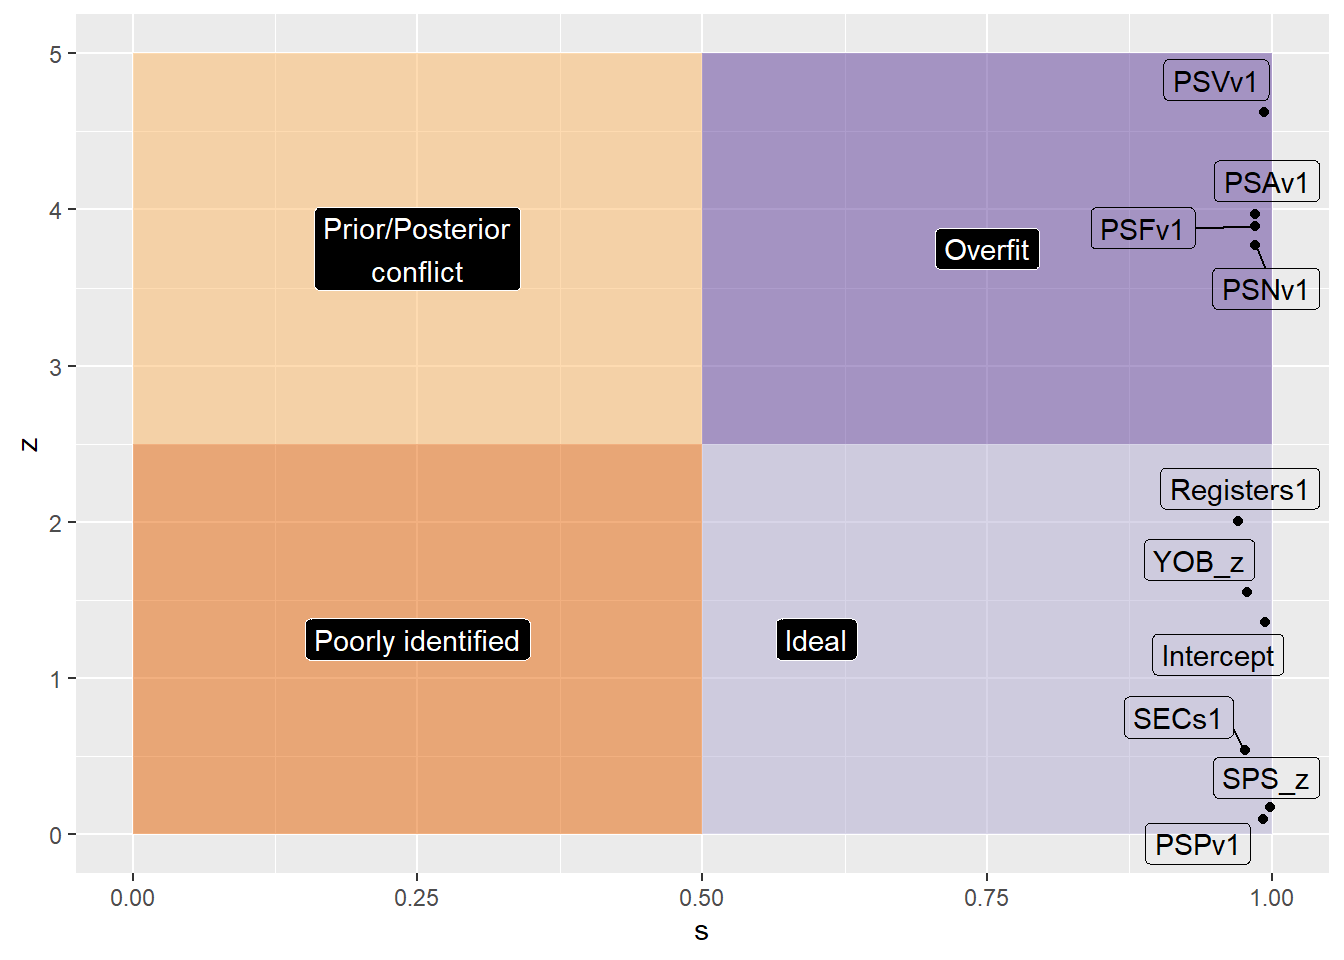 5
PSVv1
PSAv1
4
Prior/Posterior
conflict
PSFv1
Overfit
PSNv1
3
z
Registers1
2
YOB_z
Poorly identified
Ideal
Intercept
1
SECs1
SPS_z
0
PSPv1
0.00 0.25 0.50 0.75 1.00
s